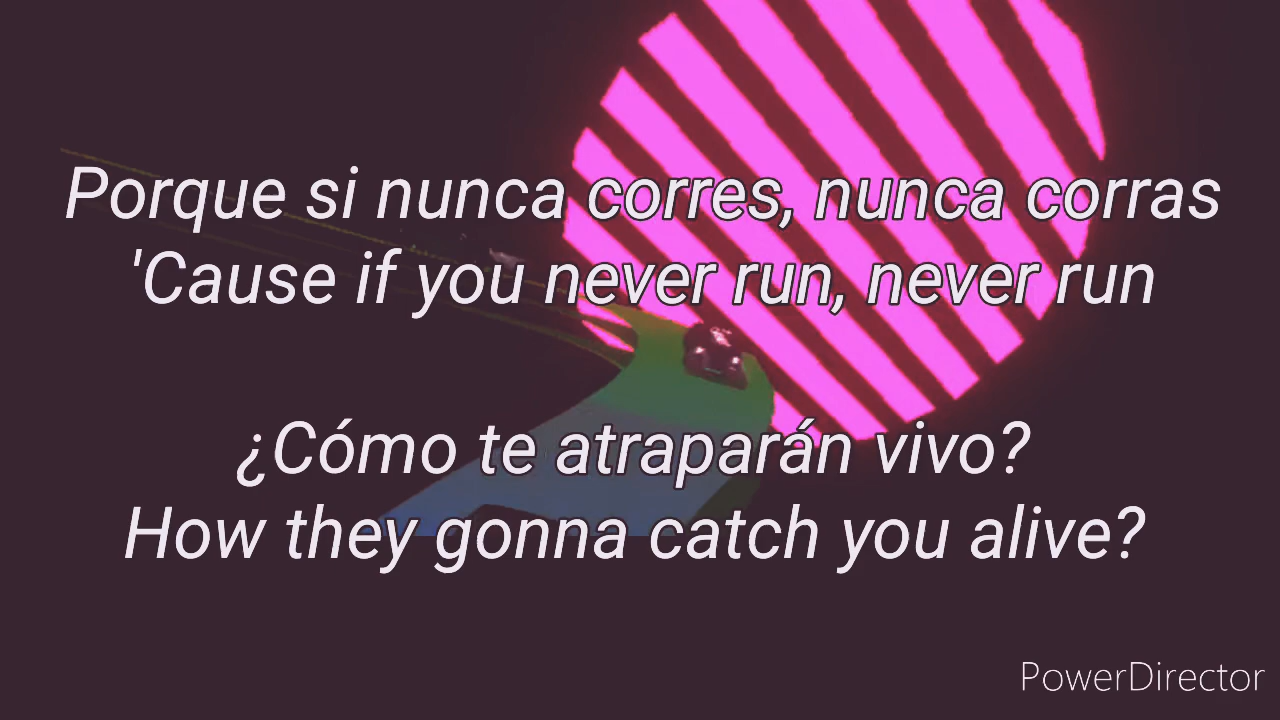 Porque si nunca corres, nunca corras
'Cause if you never run, never run
¿Cómo te atraparán vivo?
How they gonna catch you alive?
PowerDirector